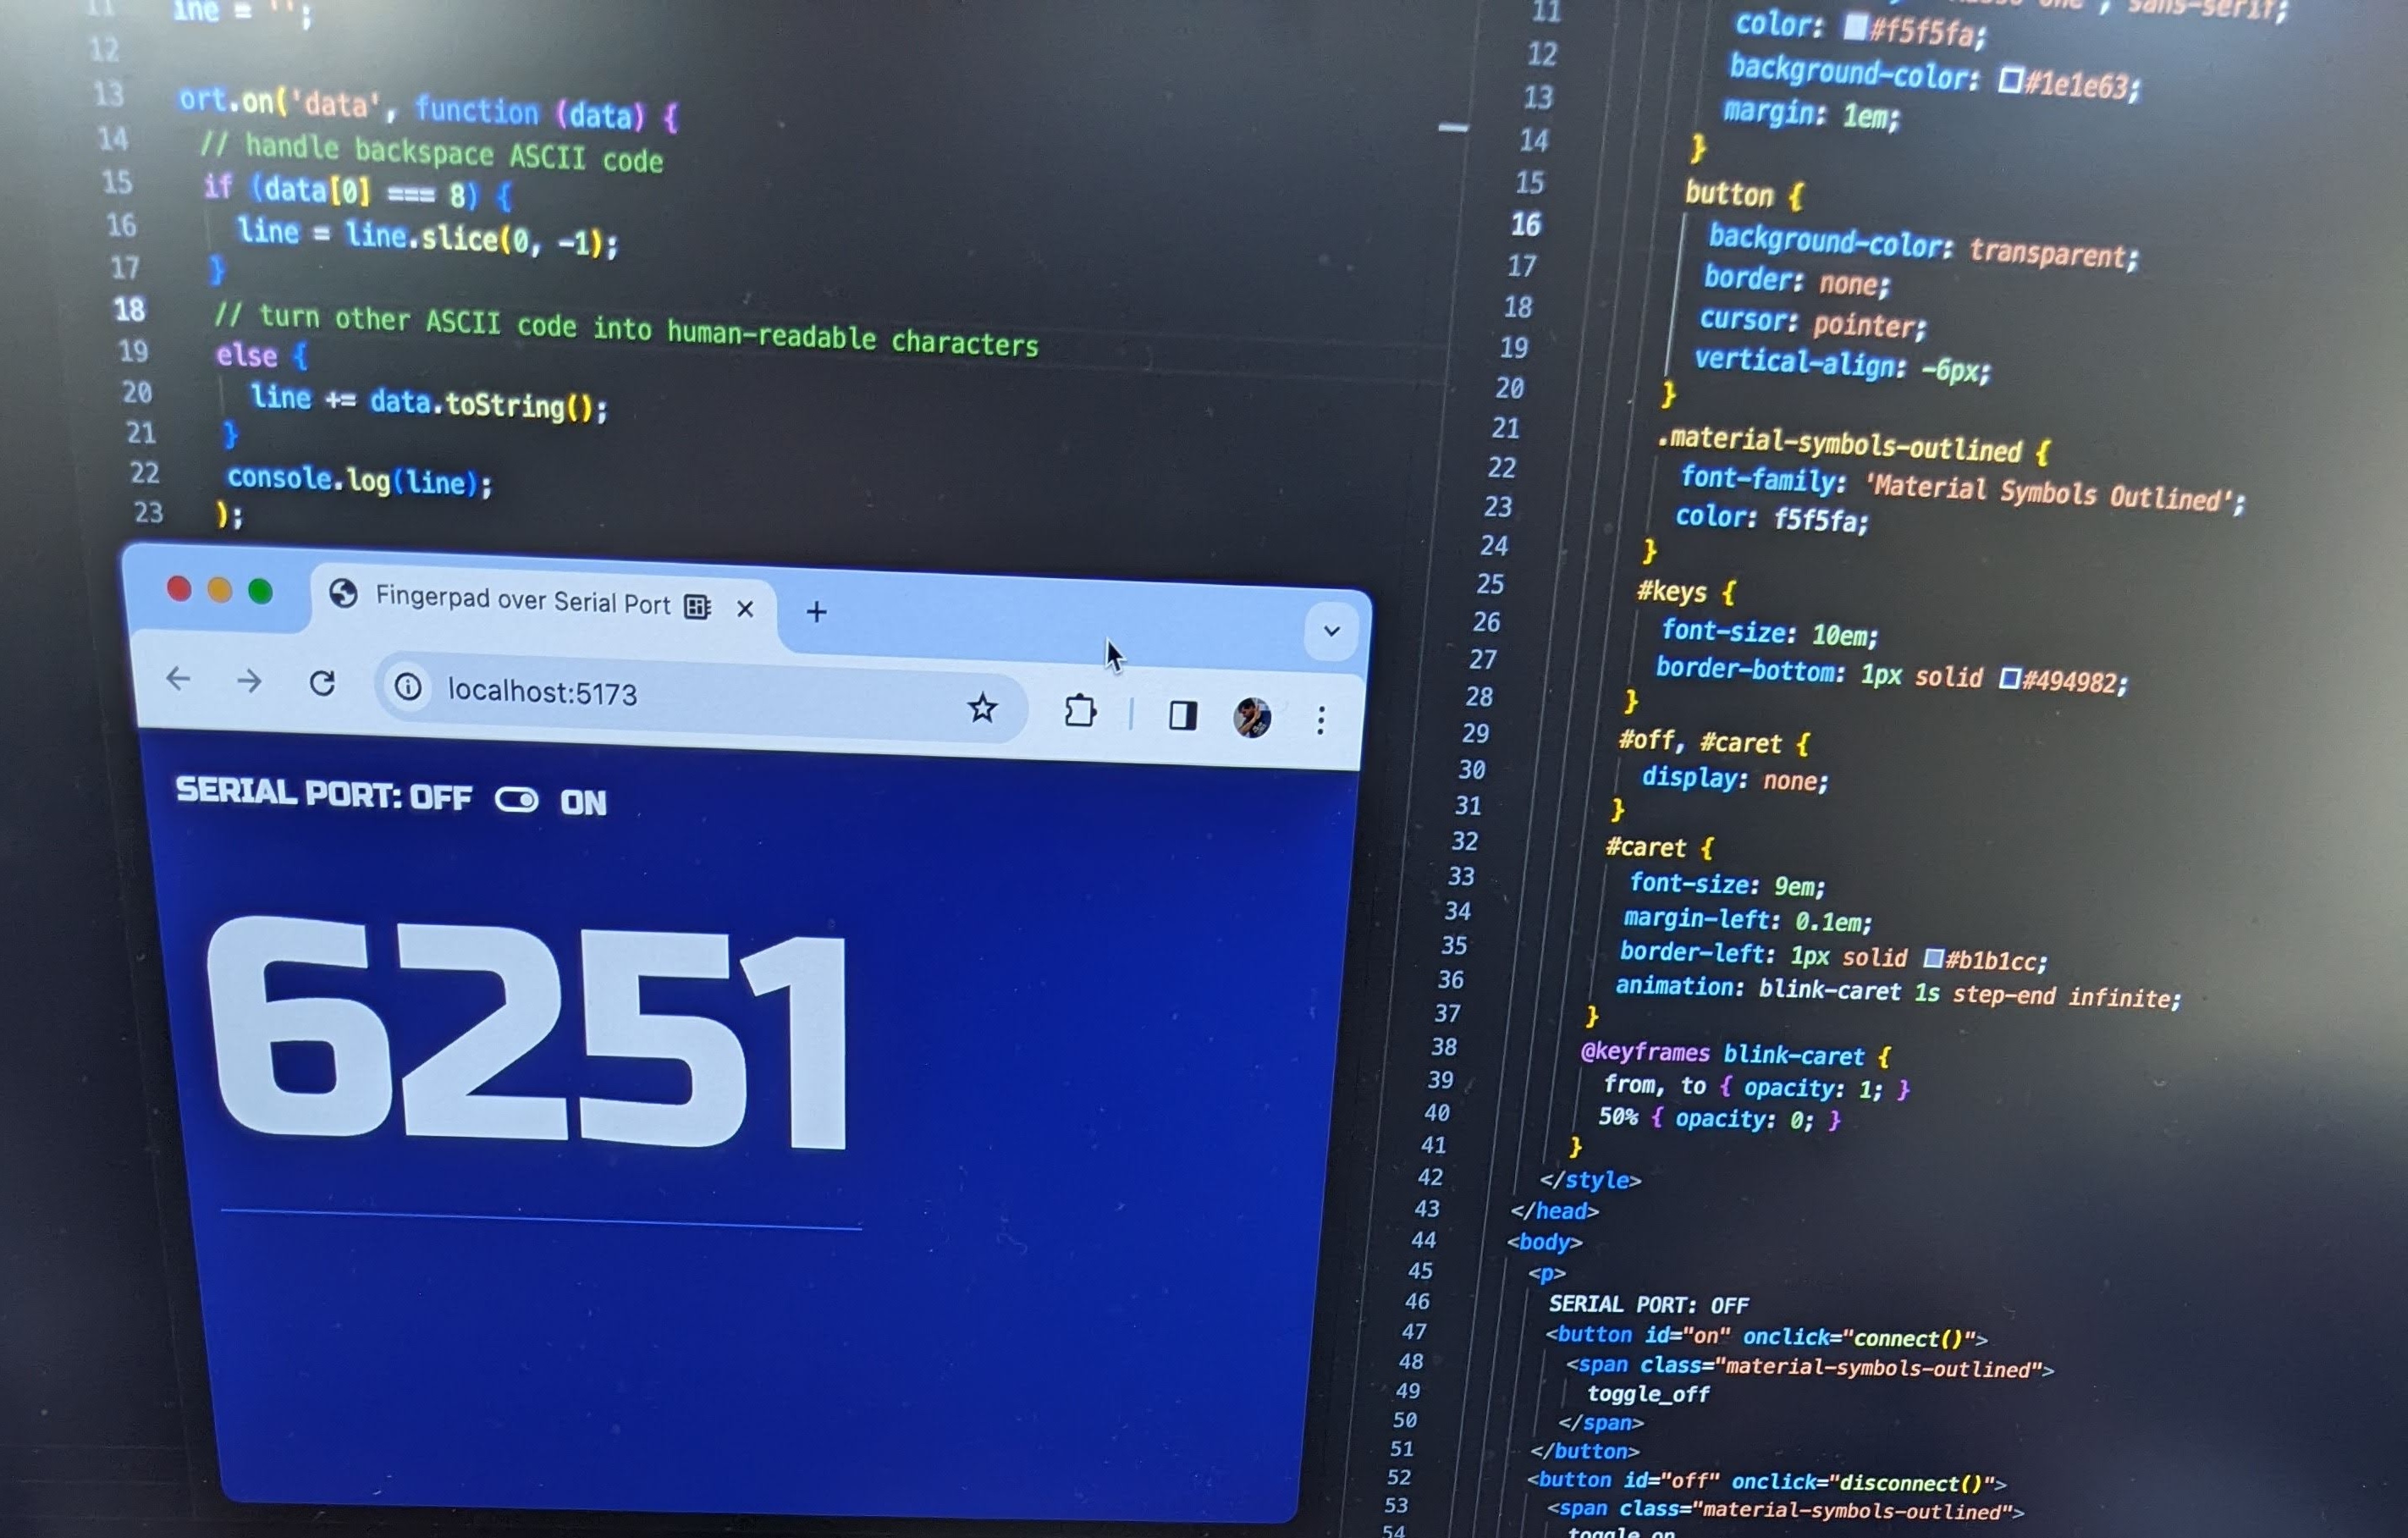 11
ine = '';
12
13 ort.on('data', function (data) {
14 // handle backspace ASCII code
15 if (data[0] === 8) {
16 line = line.slice(0, -1);
17 }
18 // turn other ASCII code into human-readable characters
19 else {
20 line += data.toString();
21 }
22 console.log(line);
23 );
Fingerpad over Serial Port
localhost:5173
SERIAL PORT: OFF ON
6251
11 sans-serif;
color: #f5f5fa;
12 background-color: #1e1e63;
13 margin: 1em;
14 }
15 button {
16 background-color: transparent;
17 border: none;
18 cursor: pointer;
19 vertical-align: -6px;
20 }
21 .material-symbols-outlined {
22 font-family: 'Material Symbols Outlined';
23 color: f5f5fa;
24 }
25 #keys {
26 font-size: 10em;
27 border-bottom: 1px solid #494982;
28 }
29 #off, #caret {
30 display: none;
31 }
32 #caret {
33 font-size: 9em;
34 margin-left: 0.1em;
35 border-left: 1px solid #b1b1cc;
36 animation: blink-caret 1s step-end infinite;
37 }
38 @keyframes blink-caret {
39 from, to { opacity: 1; }
40 50% { opacity: 0; }
41 }
42 </style>
43 </head>
44 <body>
45 <p>
46 SERIAL PORT: OFF
47 <button id="on" onclick="connect()">
48 <span class="material-symbols-outlined">
49 toggle_off
50 </span>
51 </button>
52 <button id="off" onclick="disconnect()">
53 <span class="material-symbols-outlined">
54 toggle_on